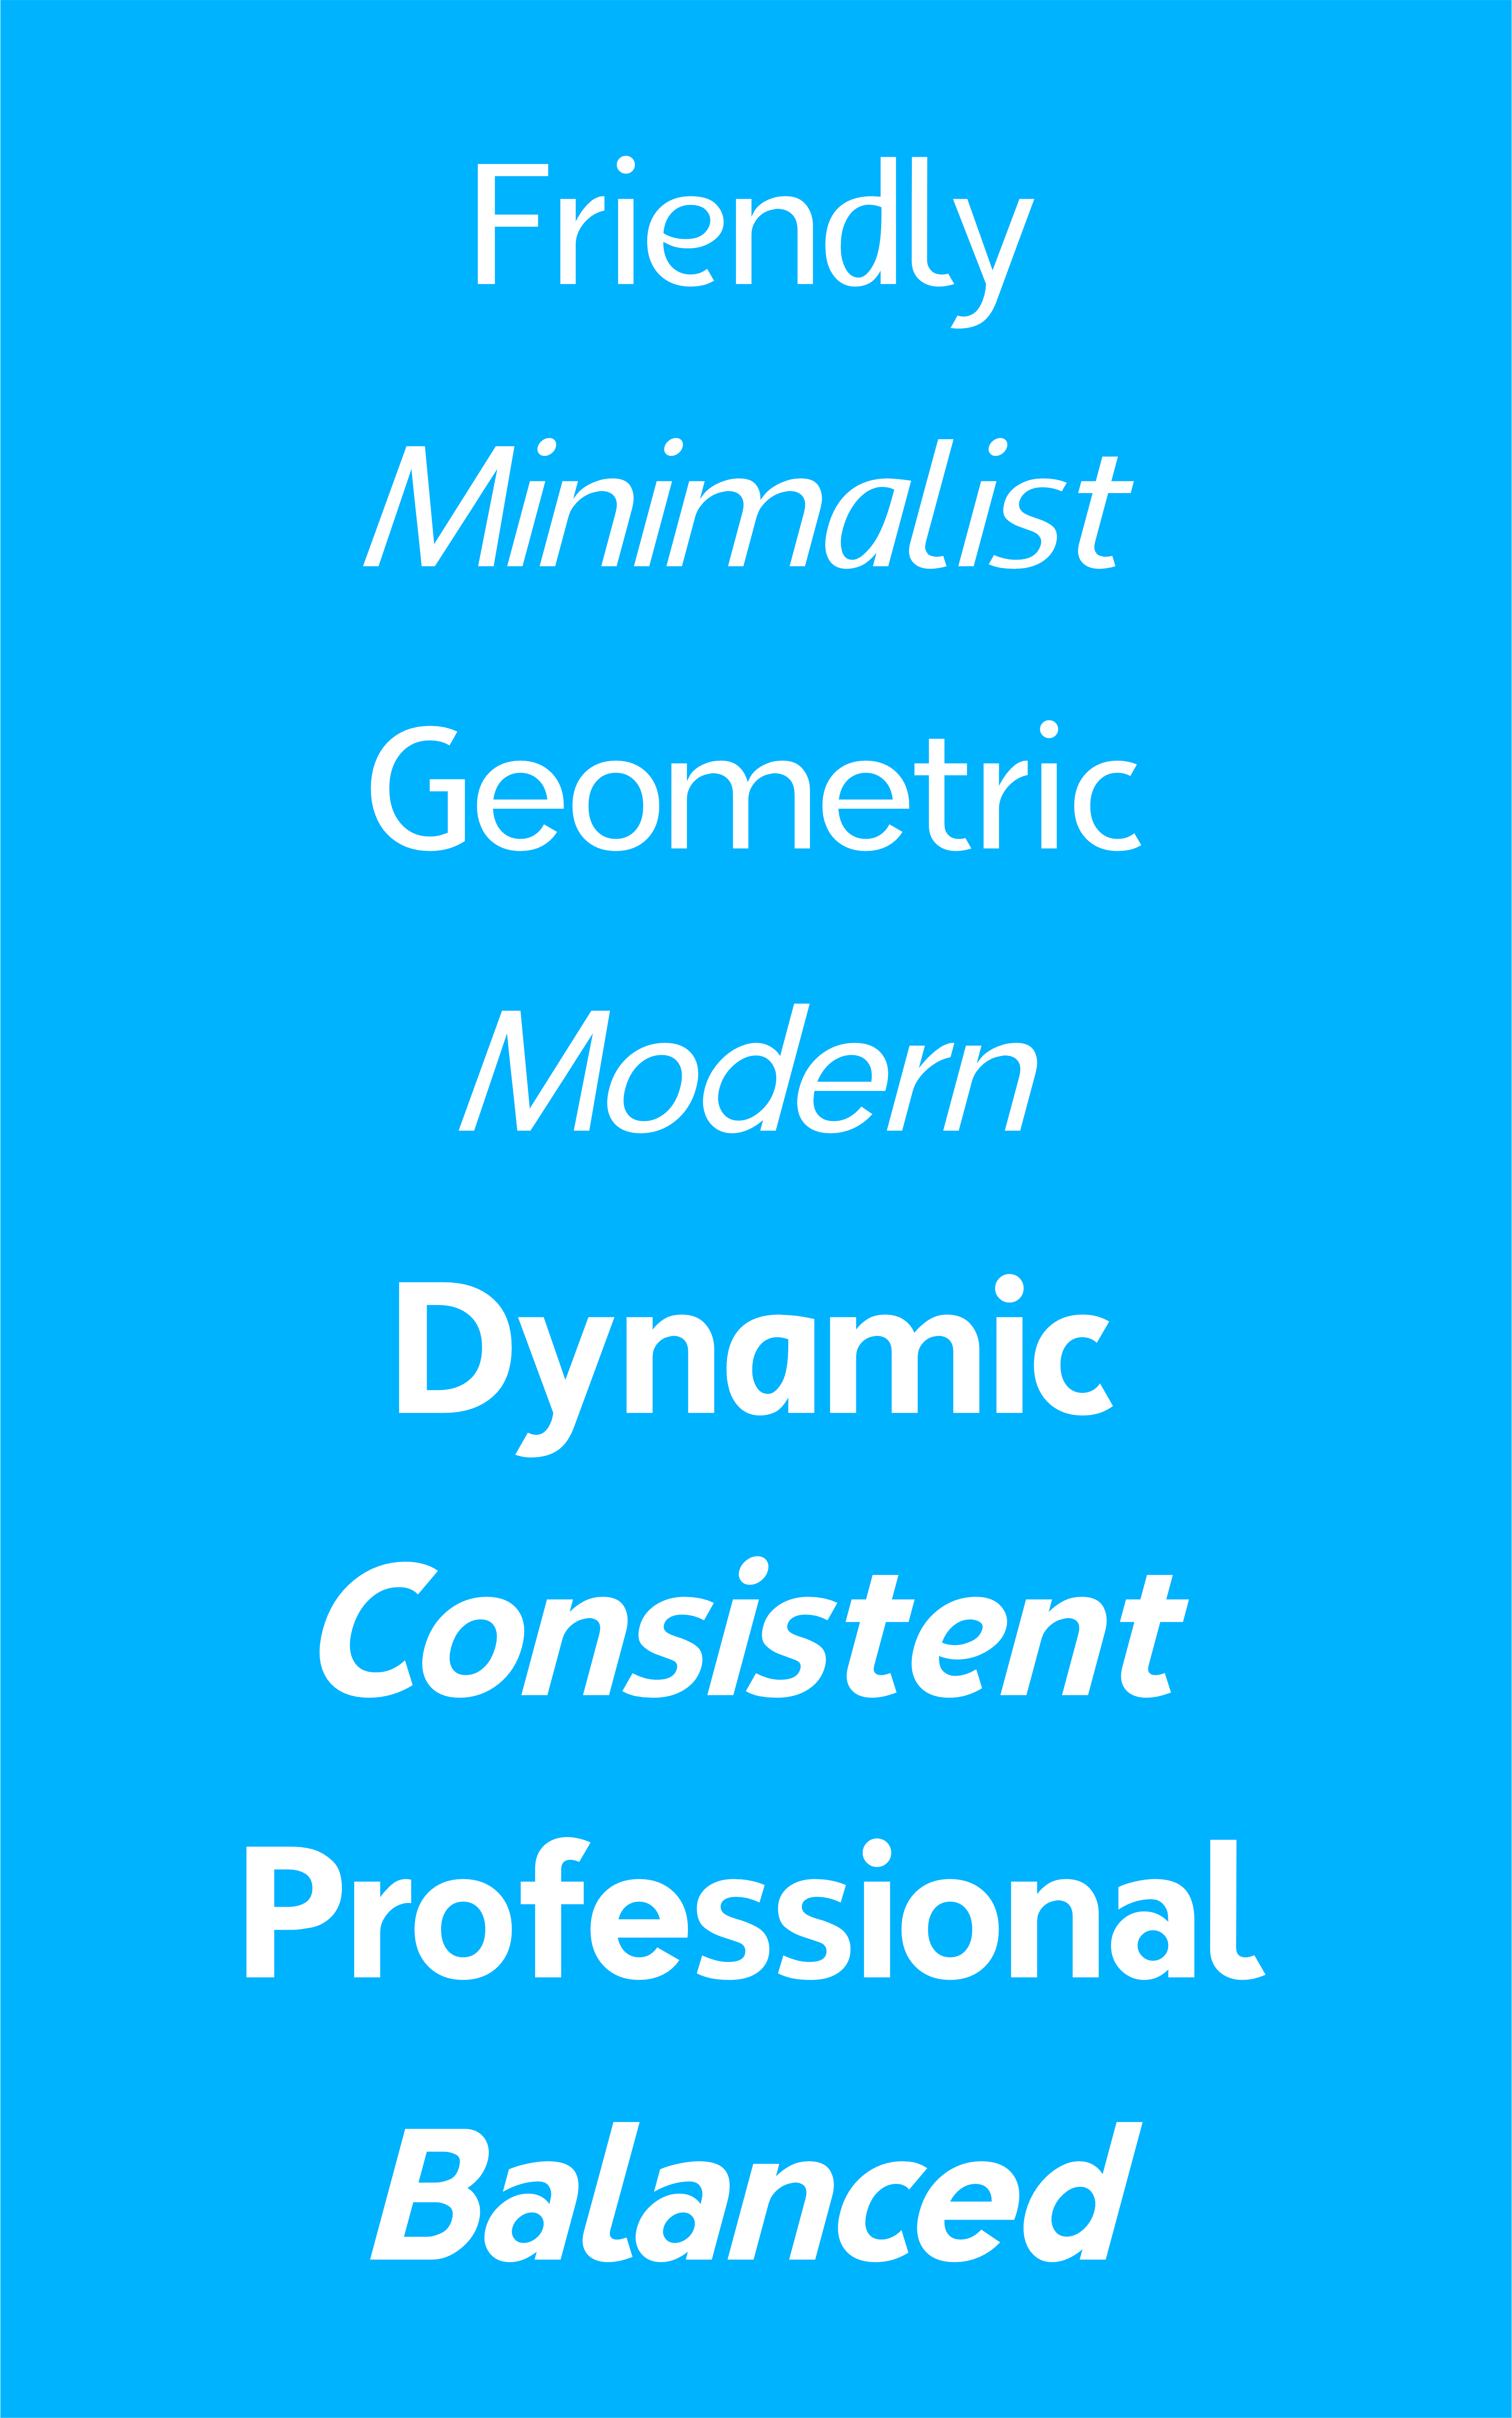 Friendly
Minimalist
Geometric
Modern
Dynamic
Consistent
Professional
Balanced